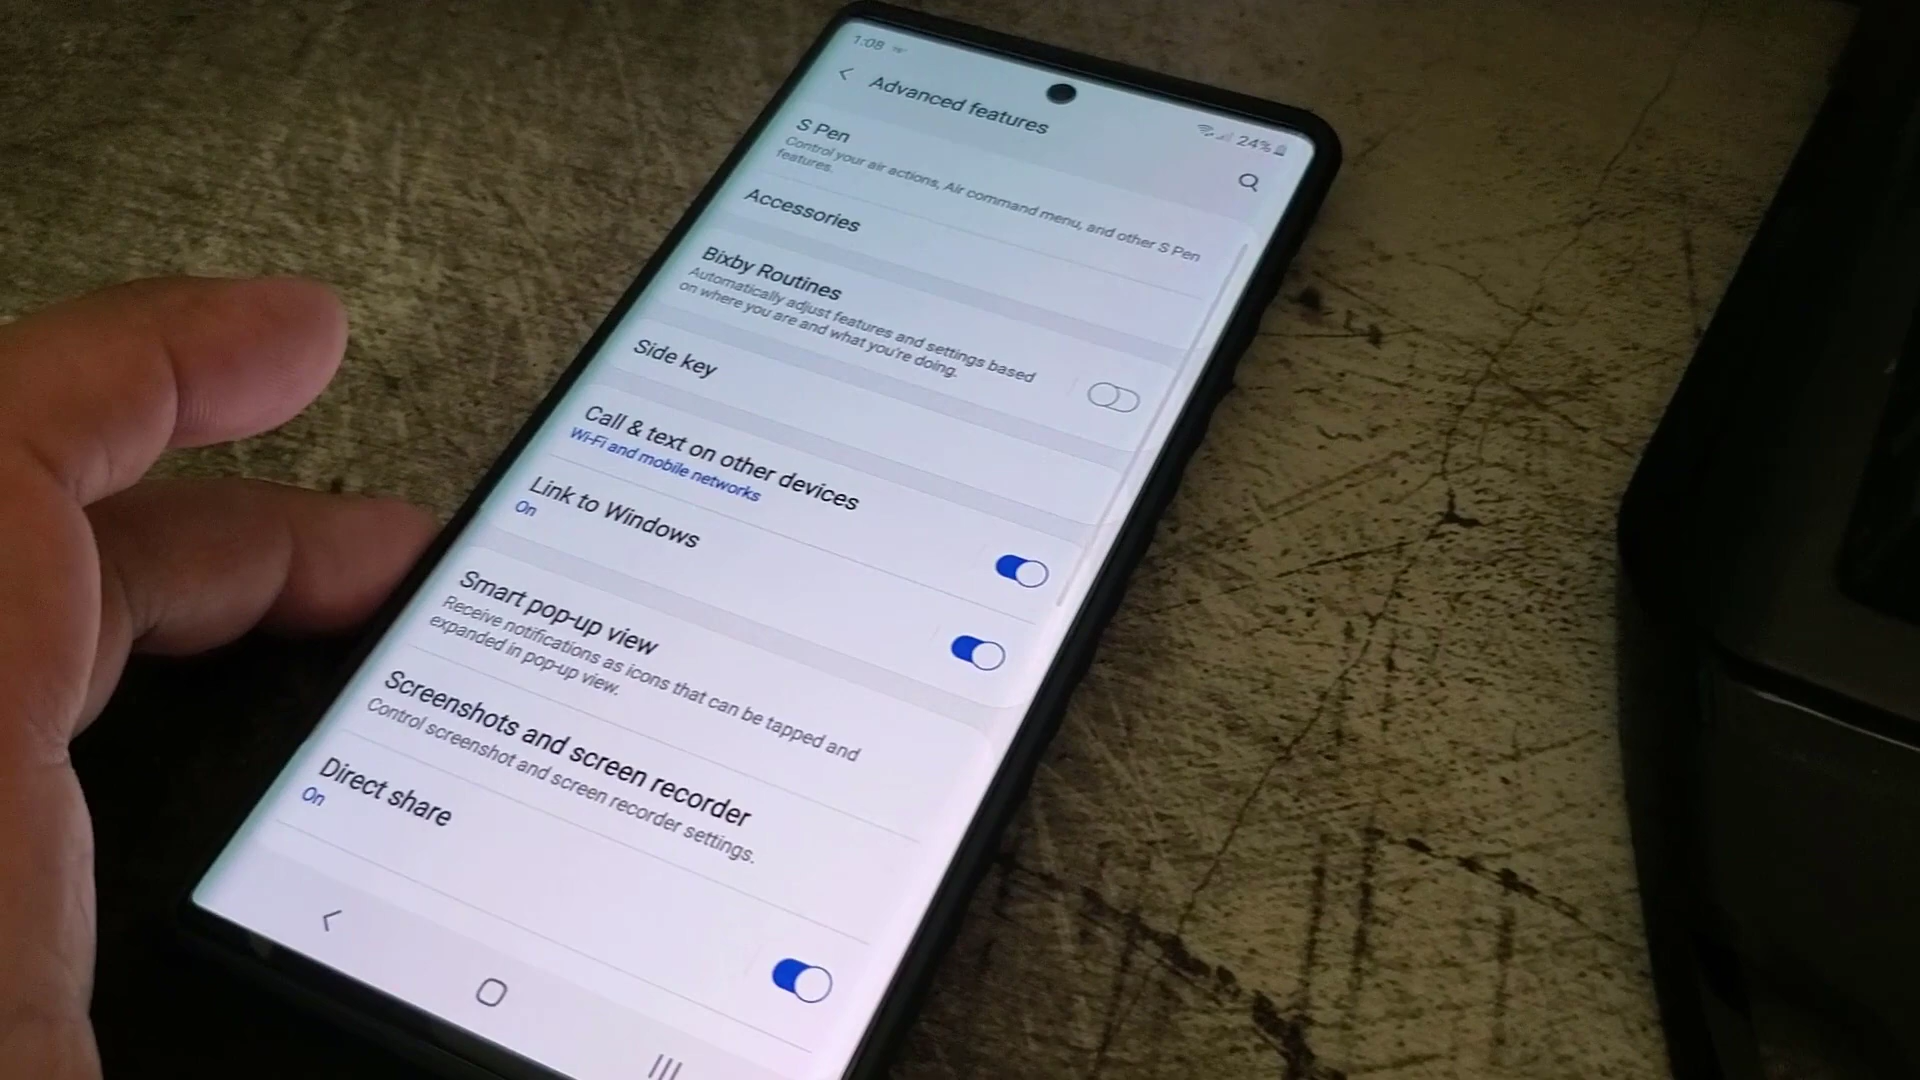 1:08
24%
Advanced features
S Pen
Control your air actions, Air command menu, and other S Pen
features.
Accessories
Bixby Routines
Automatically adjust features and settings based
on where you are and what you're doing.
Side key
Call & text on other devices
Wi-Fi and mobile networks
Link to Windows
On
Smart pop-up view
Receive notifications as icons that can be tapped and
expanded in pop-up view.
Screenshots and screen recorder
Control screenshot and screen recorder settings.
Direct share
On